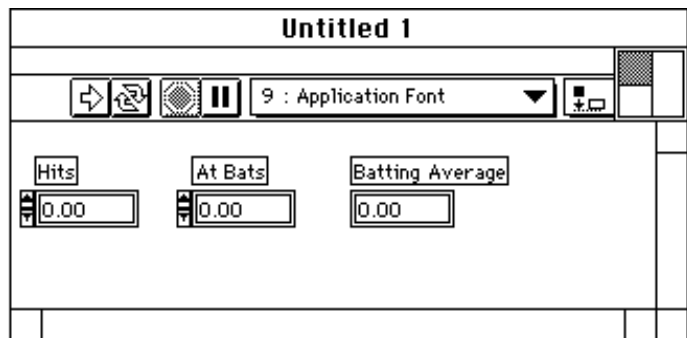 Untitled 1
9 : Application Font
Hits At Bats Batting Average
0.00 0.00 0.00